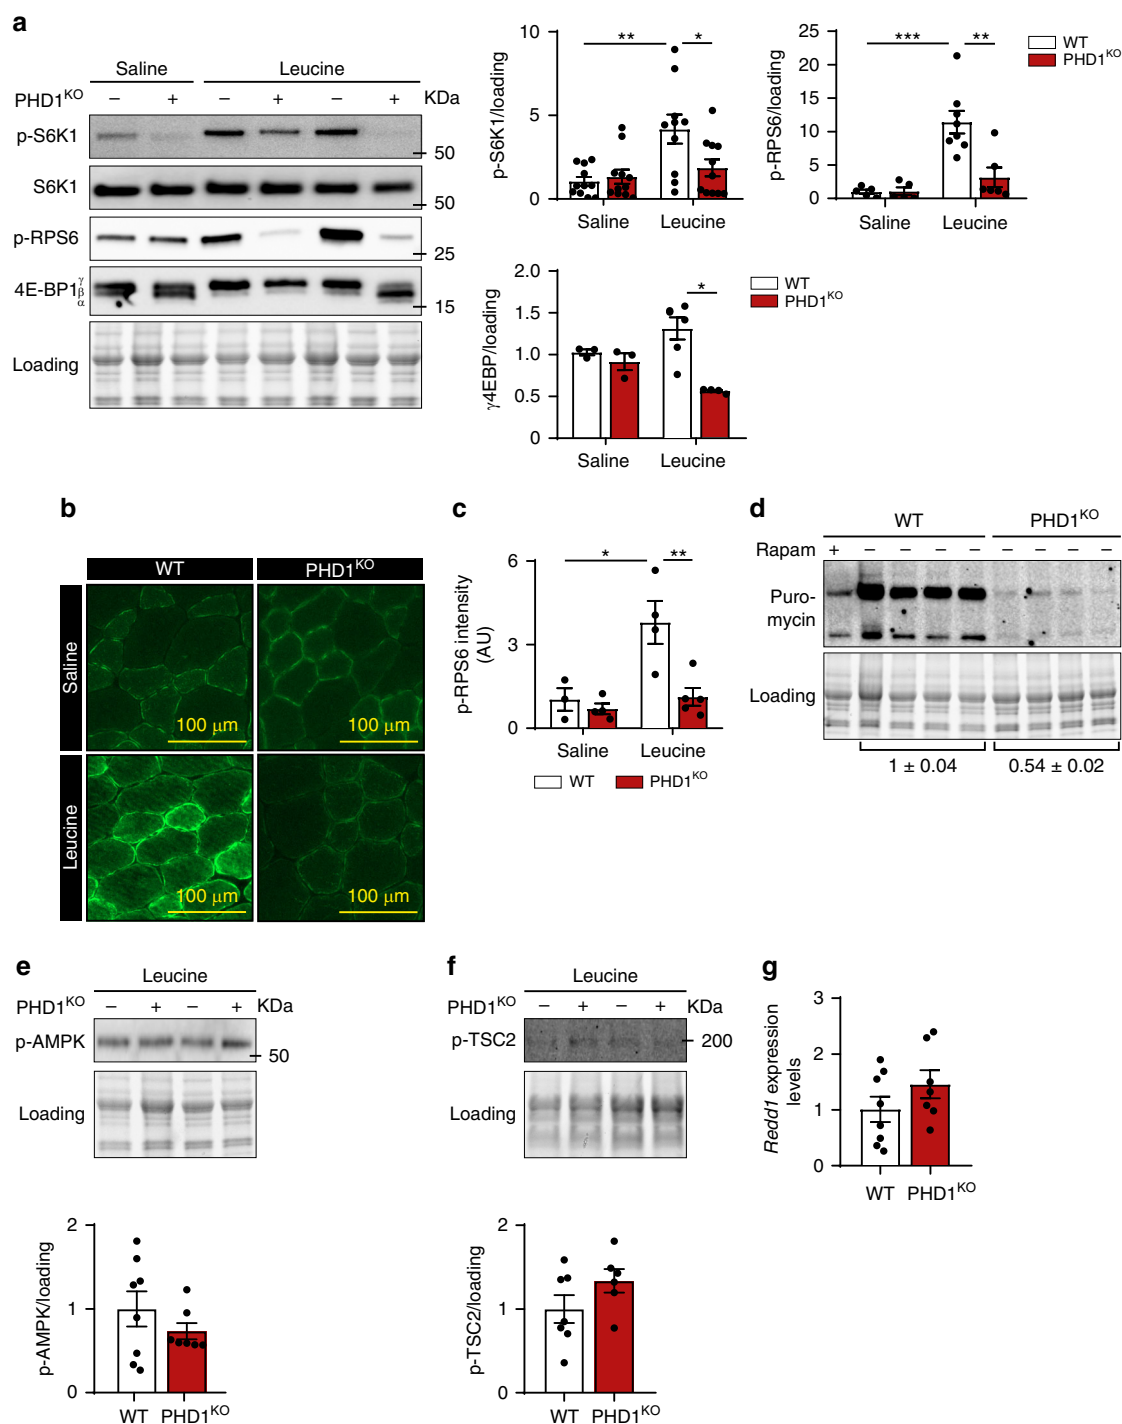 a
Saline Leucine
PHD1KO – + – + – + KDa
p-S6K1
50
S6K1
50
p-RPS6
25
4E-BP1 γ β α
15
Loading
p-S6K1/loading
10
5
0
** *
Saline Leucine
p-RPS6/loading
25
20
15
10
5
0
*** **
Saline Leucine
WT
PHD1KO
γ4EBP/loading
2.0
1.5
1.0
0.5
0
*
Saline Leucine
WT
PHD1KO
b
WT PHD1KO
Saline
100 μm 100 μm
Leucine
100 μm 100 μm
c
p-RPS6 intensity
(AU)
6
3
0
* **
Saline Leucine
WT PHD1KO
d
WT PHD1KO
Rapam + – – – – – – – –
Puro-
mycin
Loading
1 ± 0.04 0.54 ± 0.02
e
Leucine
PHD1KO – + – + KDa
p-AMPK
50
Loading
p-AMPK/loading
2
1
0
WT PHD1KO
f
Leucine
PHD1KO – + – + KDa
p-TSC2 200
Loading
p-TSC2/loading
2
1
0
WT PHD1KO
g
Redd1 expression
levels
3
2
1
0
WT PHD1KO